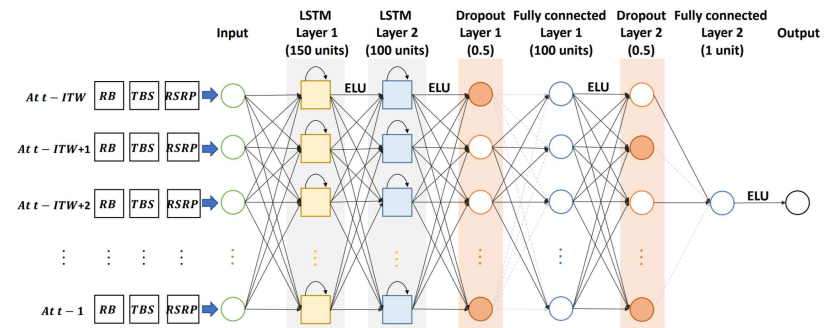 LSTM
Layer 1
(150 units)
LSTM
Layer 2
(100 units)
Dropout
Layer 1
(0.5)
Fully connected
Layer 1
(100 units)
Dropout
Layer 2
(0.5)
Fully connected
Layer 2
(1 unit)
Input
Output
At t − ITW RB TBS RSRP
ELU ELU ELU
At t − ITW+1 RB TBS RSRP
At t − ITW+2 RB TBS RSRP
ELU
At t − 1 RB TBS RSRP